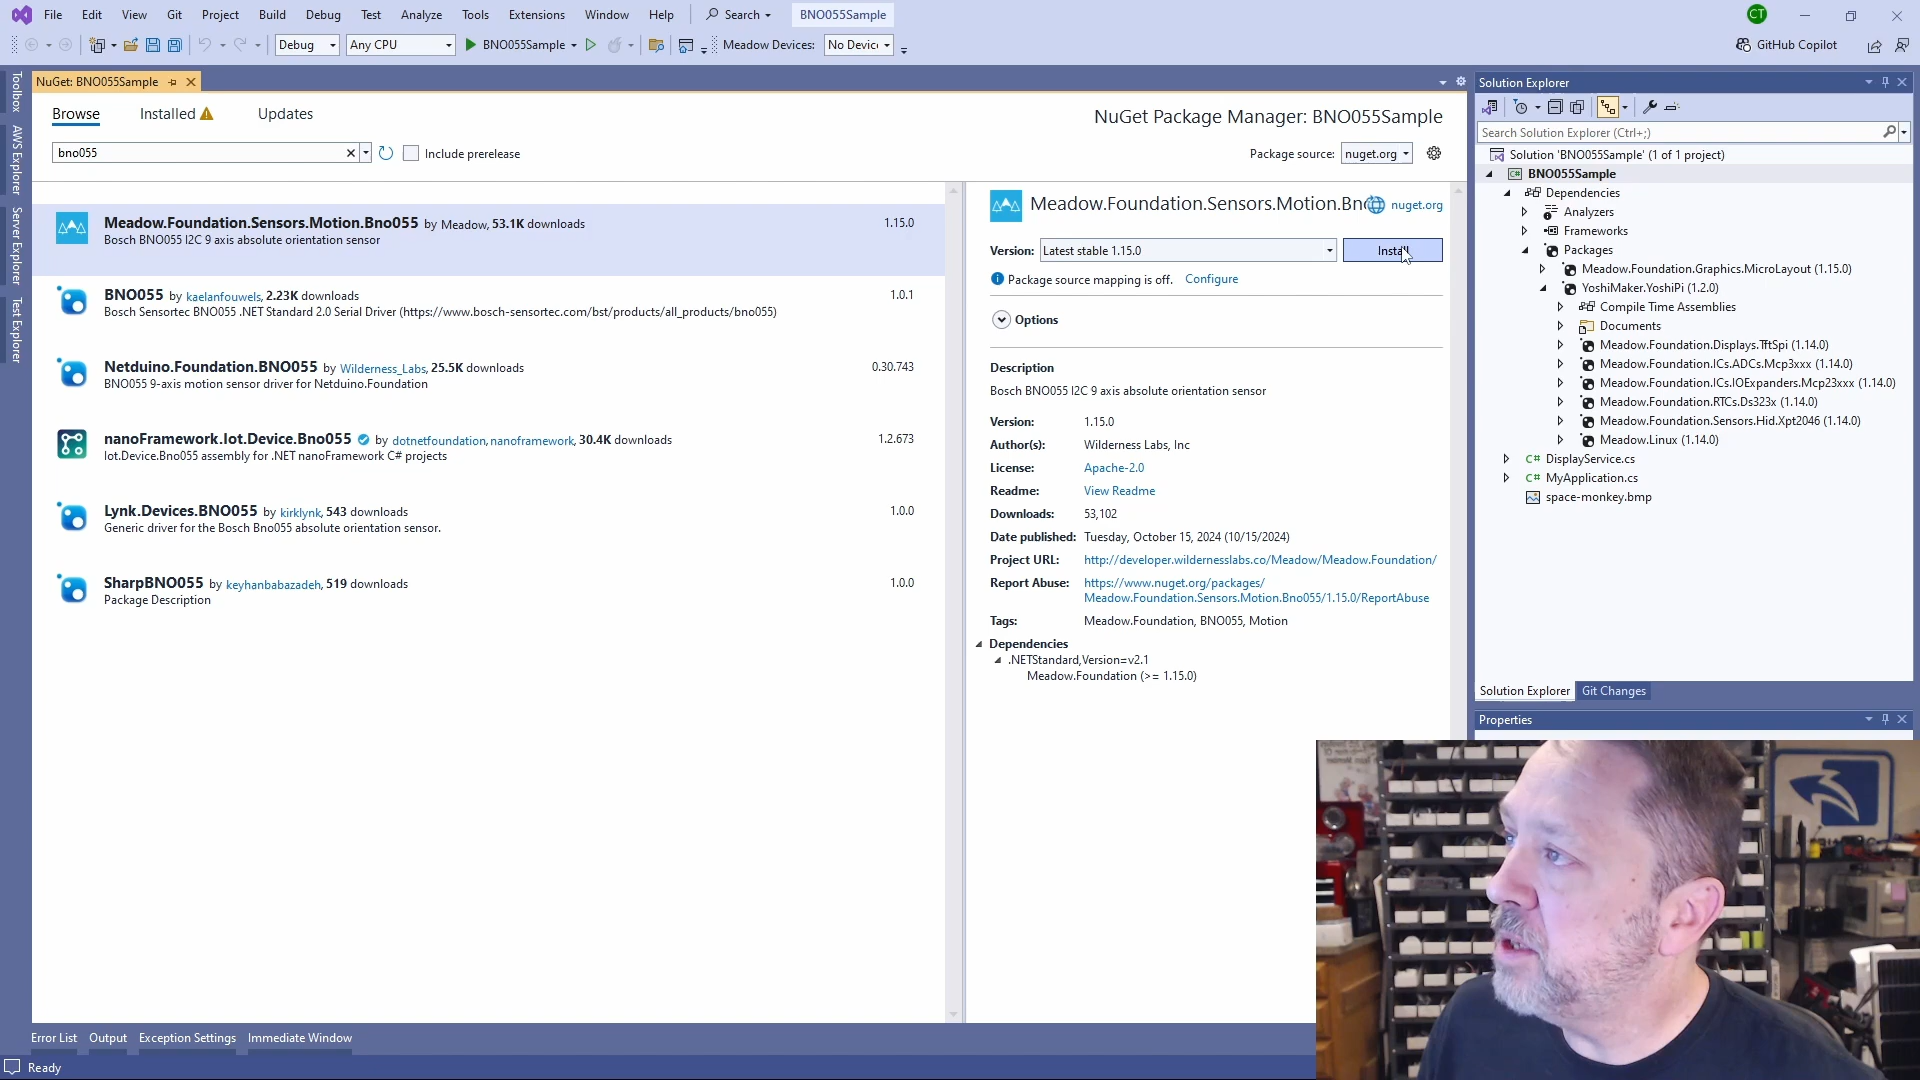 File Edit View Git Project Build Debug Test Analyze Tools Extensions Window Help Search BNO055Sample CT
Debug Any CPU BNO055Sample Meadow Devices: No Devic GitHub Copilot
Toolbox
AWS Explorer
Server Explorer
Test Explorer
NuGet: BNO055Sample
Browse Installed Updates
NuGet Package Manager: BNO055Sample
bno055
Include prerelease
Package source: nuget.org
Meadow.Foundation.Sensors.Motion.Bno055 by Meadow, 53.1K downloads 1.15.0
Bosch BNO055 I2C 9 axis absolute orientation sensor
BNO055 by kaelanfouwels, 2.23K downloads 1.0.1
Bosch Sensortec BNO055 .NET Standard 2.0 Serial Driver (https://www.bosch-sensortec.com/bst/products/all_products/bno055)
Netduino.Foundation.BNO055 by Wilderness_Labs, 25.5K downloads 0.30.743
BNO055 9-axis motion sensor driver for Netduino.Foundation
nanoFramework.Iot.Device.Bno055 by dotnetfoundation, nanoframework, 30.4K downloads 1.2.673
Iot.Device.Bno055 assembly for .NET nanoFramework C# projects
Lynk.Devices.BNO055 by kirklynk, 543 downloads 1.0.0
Generic driver for the Bosch Bno055 absolute orientation sensor.
SharpBNO055 by keyhanbabazadeh, 519 downloads 1.0.0
Package Description
Meadow.Foundation.Sensors.Motion.Bn nuget.org
Version: Latest stable 1.15.0 Install
Package source mapping is off. Configure
Options
Description
Bosch BNO055 I2C 9 axis absolute orientation sensor
Version: 1.15.0
Author(s): Wilderness Labs, Inc
License: Apache-2.0
Readme: View Readme
Downloads: 53,102
Date published: Tuesday, October 15, 2024 (10/15/2024)
Project URL: http://developer.wildernesslabs.co/Meadow/Meadow.Foundation/
Report Abuse: https://www.nuget.org/packages/
Meadow.Foundation.Sensors.Motion.Bno055/1.15.0/ReportAbuse
Tags: Meadow.Foundation, BNO055, Motion
Dependencies
.NETStandard,Version=v2.1
Meadow.Foundation (>= 1.15.0)
Solution Explorer
Search Solution Explorer (Ctrl+;)
Solution 'BNO055Sample' (1 of 1 project)
C# BNO055Sample
Dependencies
Analyzers
Frameworks
Packages
Meadow.Foundation.Graphics.MicroLayout (1.15.0)
YoshiMaker.YoshiPi (1.2.0)
Compile Time Assemblies
Documents
Meadow.Foundation.Displays.TftSpi (1.14.0)
Meadow.Foundation.ICs.ADCs.Mcp3xxx (1.14.0)
Meadow.Foundation.ICs.IOExpanders.Mcp23xxx (1.14.0)
Meadow.Foundation.RTCs.Ds323x (1.14.0)
Meadow.Foundation.Sensors.Hid.Xpt2046 (1.14.0)
Meadow.Linux (1.14.0)
C# DisplayService.cs
C# MyApplication.cs
space-monkey.bmp
Solution Explorer Git Changes
Properties
Error List Output Exception Settings Immediate Window
Ready